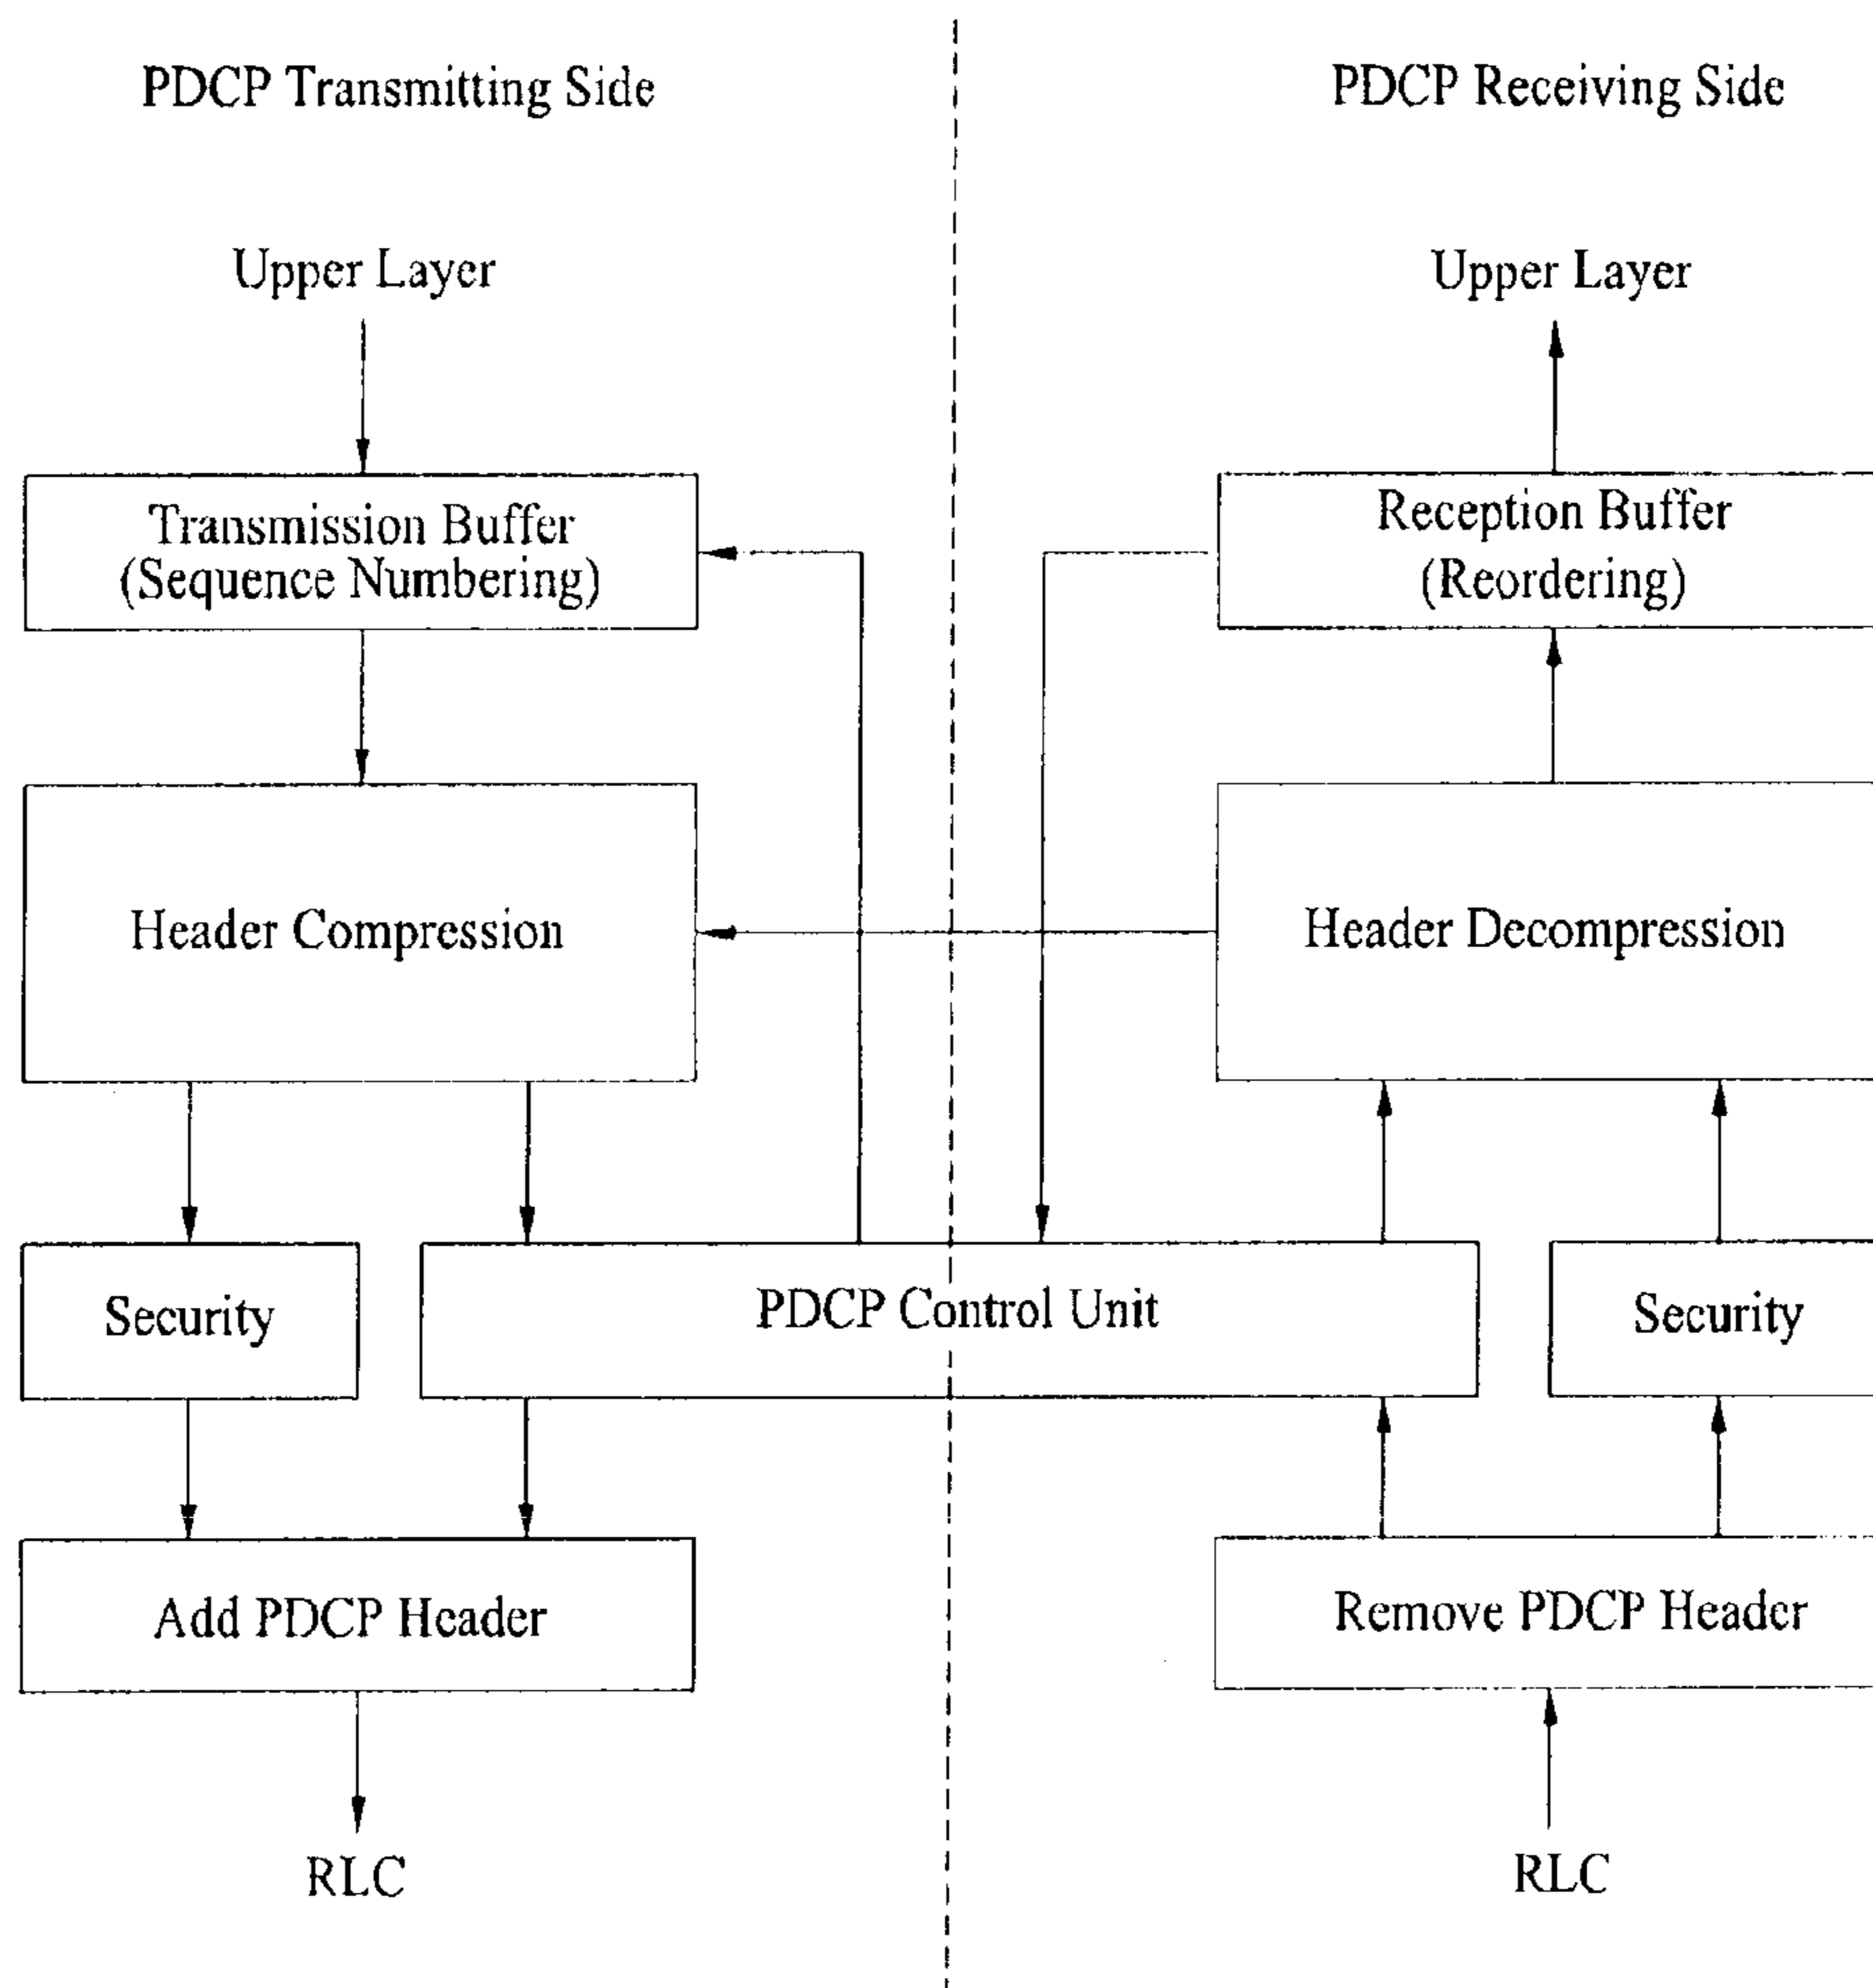 PDCP Transmitting Side
PDCP Receiving Side
Upper Layer
Upper Layer
Transmission Buffer
(Sequence Numbering)
Reception Buffer
(Reordering)
Header Compression
Header Decompression
Security
PDCP Control Unit
Security
Add PDCP Header
Remove PDCP Header
RLC
RLC